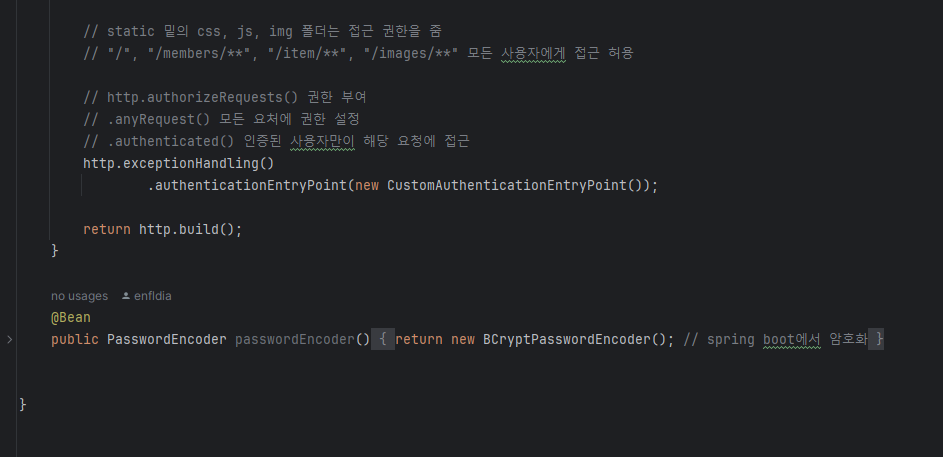 // static 밑의 css, js, img 폴더는 접근 권한을 줌
// "/", "/members/**", "/item/**", "/images/**" 모든 사용자에게 접근 허용
// http.authorizeRequests() 권한 부여
// .anyRequest() 모든 요처에 권한 설정
// .authenticated() 인증된 사용자만이 해당 요청에 접근
http.exceptionHandling()
.authenticationEntryPoint(new CustomAuthenticationEntryPoint());
return http.build();
}
no usages enfldia
@Bean
public PasswordEncoder passwordEncoder() { return new BCryptPasswordEncoder(); // spring boot에서 암호화 }
}